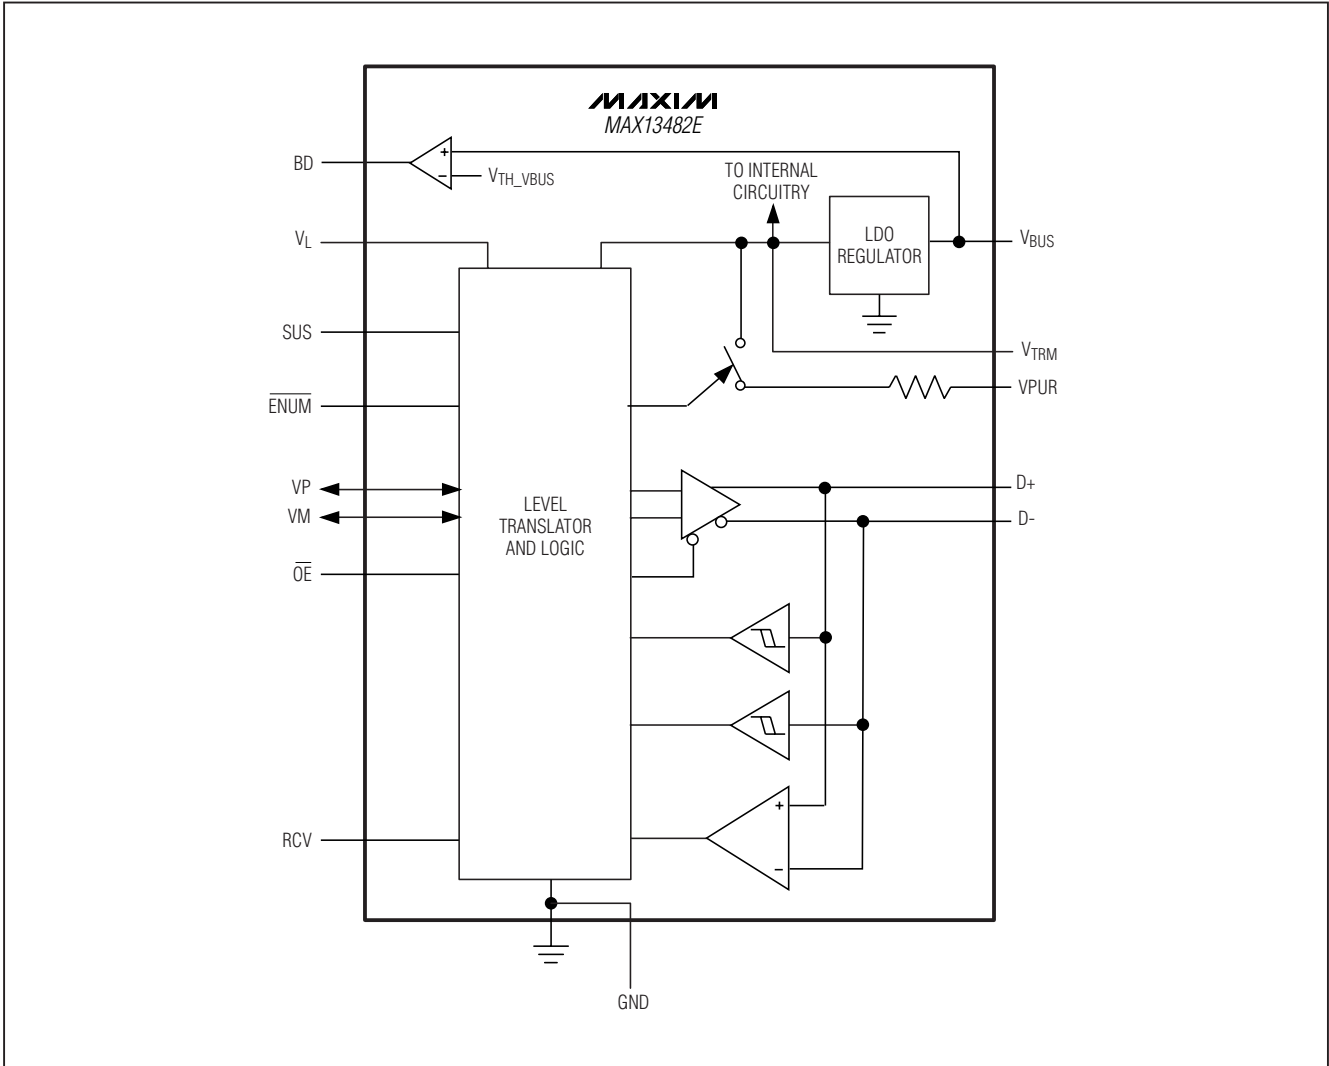 MAXIM
MAX13482E
BD
+
−
VTH_VBUS
TO INTERNAL
CIRCUITRY
VL
LDO
REGULATOR
VBUS
SUS
VTRM
VPUR
ENUM
VP
VM
D+
D-
LEVEL
TRANSLATOR
AND LOGIC
OE
+
−
RCV
GND